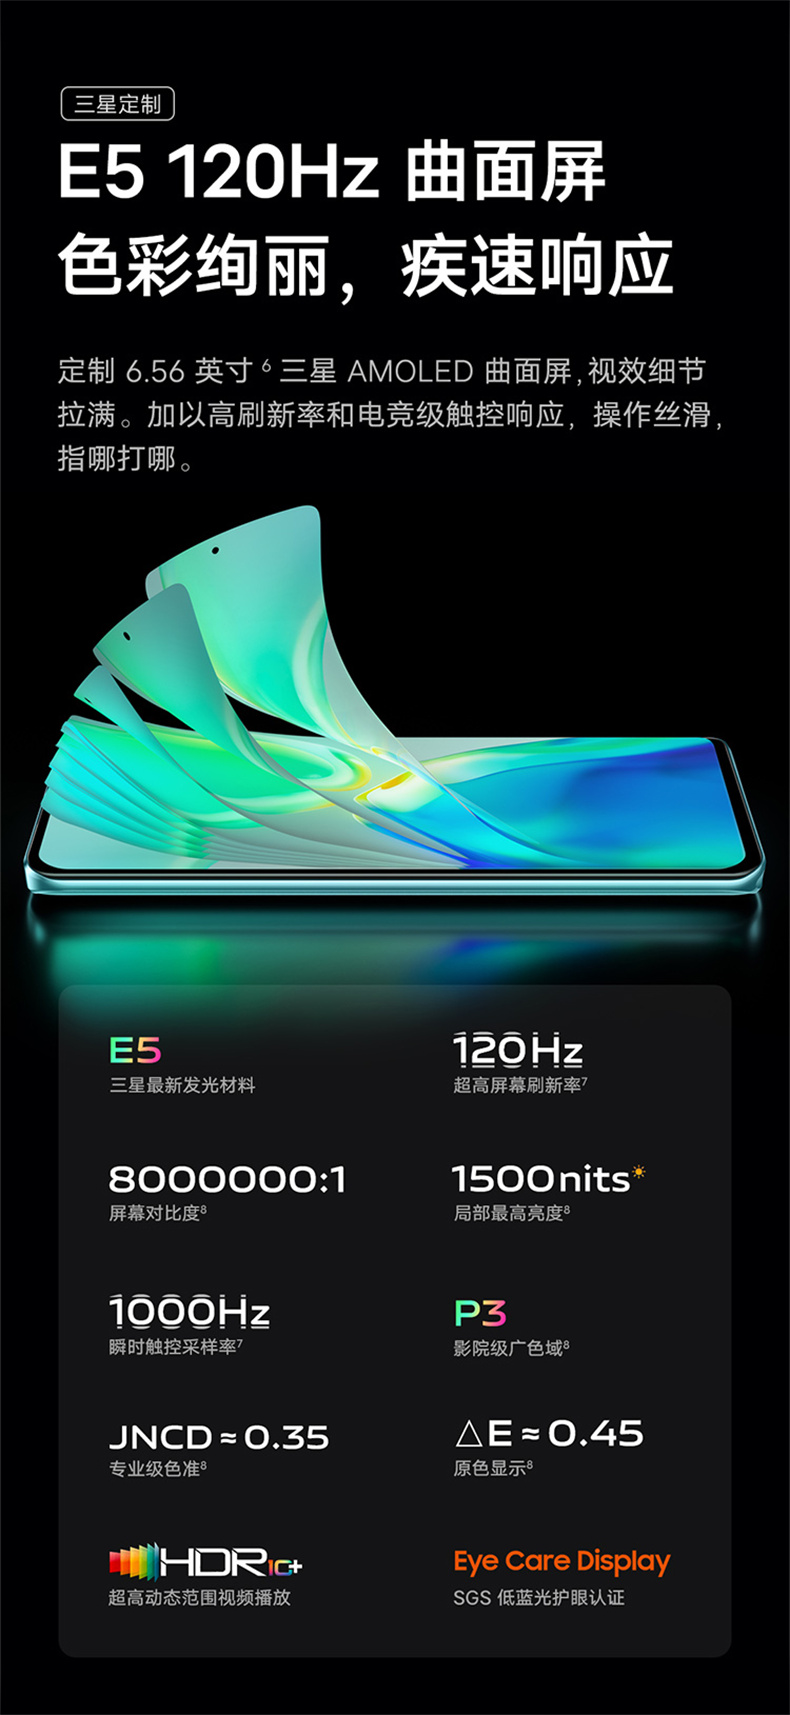 三星定制
E5 120Hz 曲面屏
色彩绚丽，疾速响应
定制 6.56 英寸⁶三星 AMOLED 曲面屏,视效细节
拉满。加以高刷新率和电竞级触控响应，操作丝滑，
指哪打哪。
E5
三星最新发光材料
120Hz
超高屏幕刷新率⁷
8000000:1
屏幕对比度⁸
1500nits
局部最高亮度⁸
1000Hz
瞬时触控采样率⁷
P3
影院级广色域⁸
JNCD≈0.35
专业级色准⁸
△E≈0.45
原色显示⁸
HDR10+
超高动态范围视频播放
Eye Care Display
SGS 低蓝光护眼认证